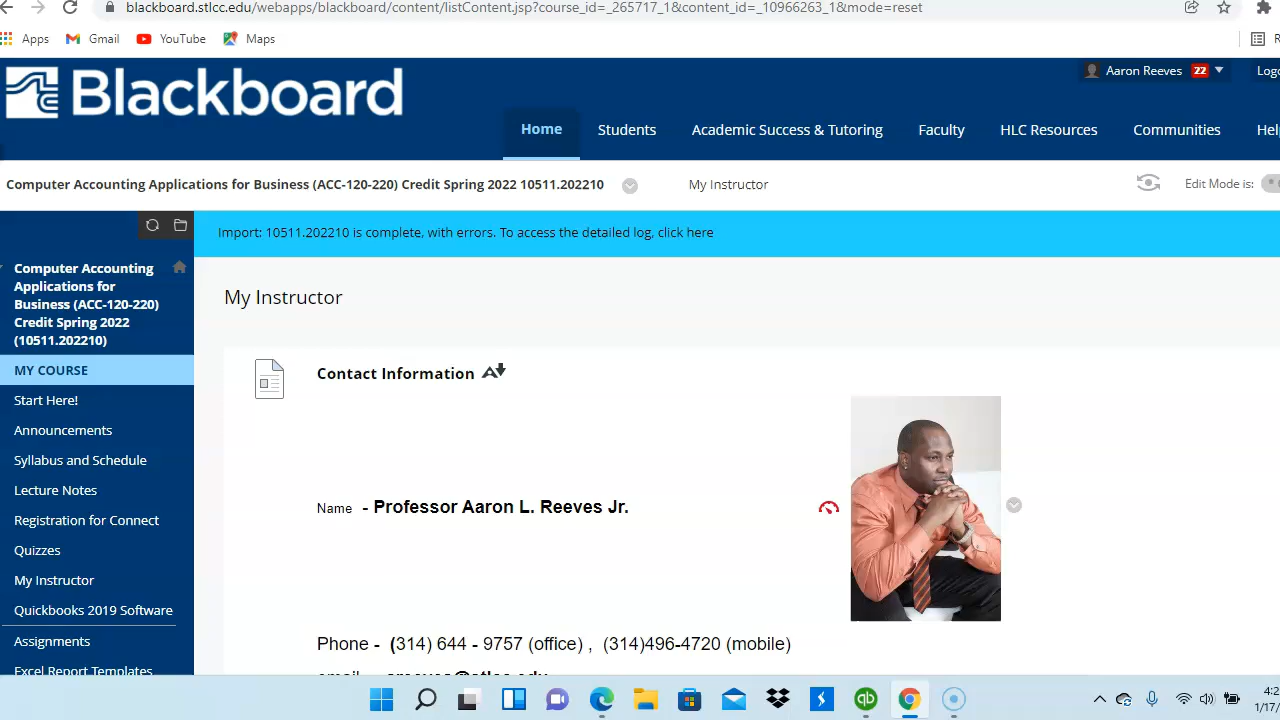 blackboard.stlcc.edu/webapps/blackboard/content/listContent.jsp?course_id=_265717_1&content_id=_10966263_1&mode=reset
Apps Gmail YouTube Maps
Blackboard
Aaron Reeves 22
Home Students Academic Success & Tutoring Faculty HLC Resources Communities
Computer Accounting Applications for Business (ACC-120-220) Credit Spring 2022 10511.202210 My Instructor Edit Mode is:
Import: 10511.202210 is complete, with errors. To access the detailed log, click here
Computer Accounting
Applications for
Business (ACC-120-220)
Credit Spring 2022
(10511.202210)
MY COURSE
Start Here!
Announcements
Syllabus and Schedule
Lecture Notes
Registration for Connect
Quizzes
My Instructor
Quickbooks 2019 Software
Assignments
Excel Report Templates
My Instructor
Contact Information
Name - Professor Aaron L. Reeves Jr.
Phone - (314) 644 - 9757 (office) , (314)496-4720 (mobile)
1/17/